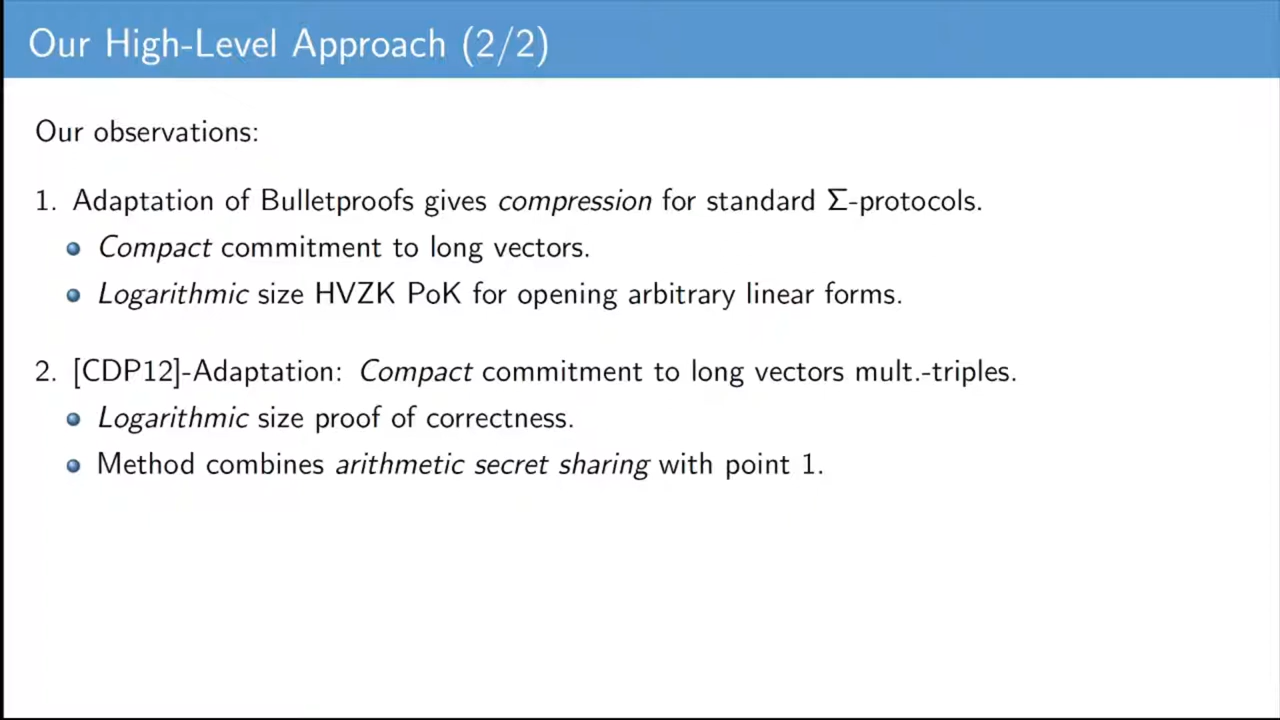 Our High-Level Approach (2/2)
Our observations:
1. Adaptation of Bulletproofs gives compression for standard Σ-protocols.
Compact commitment to long vectors.
Logarithmic size HVZK PoK for opening arbitrary linear forms.
2. [CDP12]-Adaptation: Compact commitment to long vectors mult.-triples.
Logarithmic size proof of correctness.
Method combines arithmetic secret sharing with point 1.